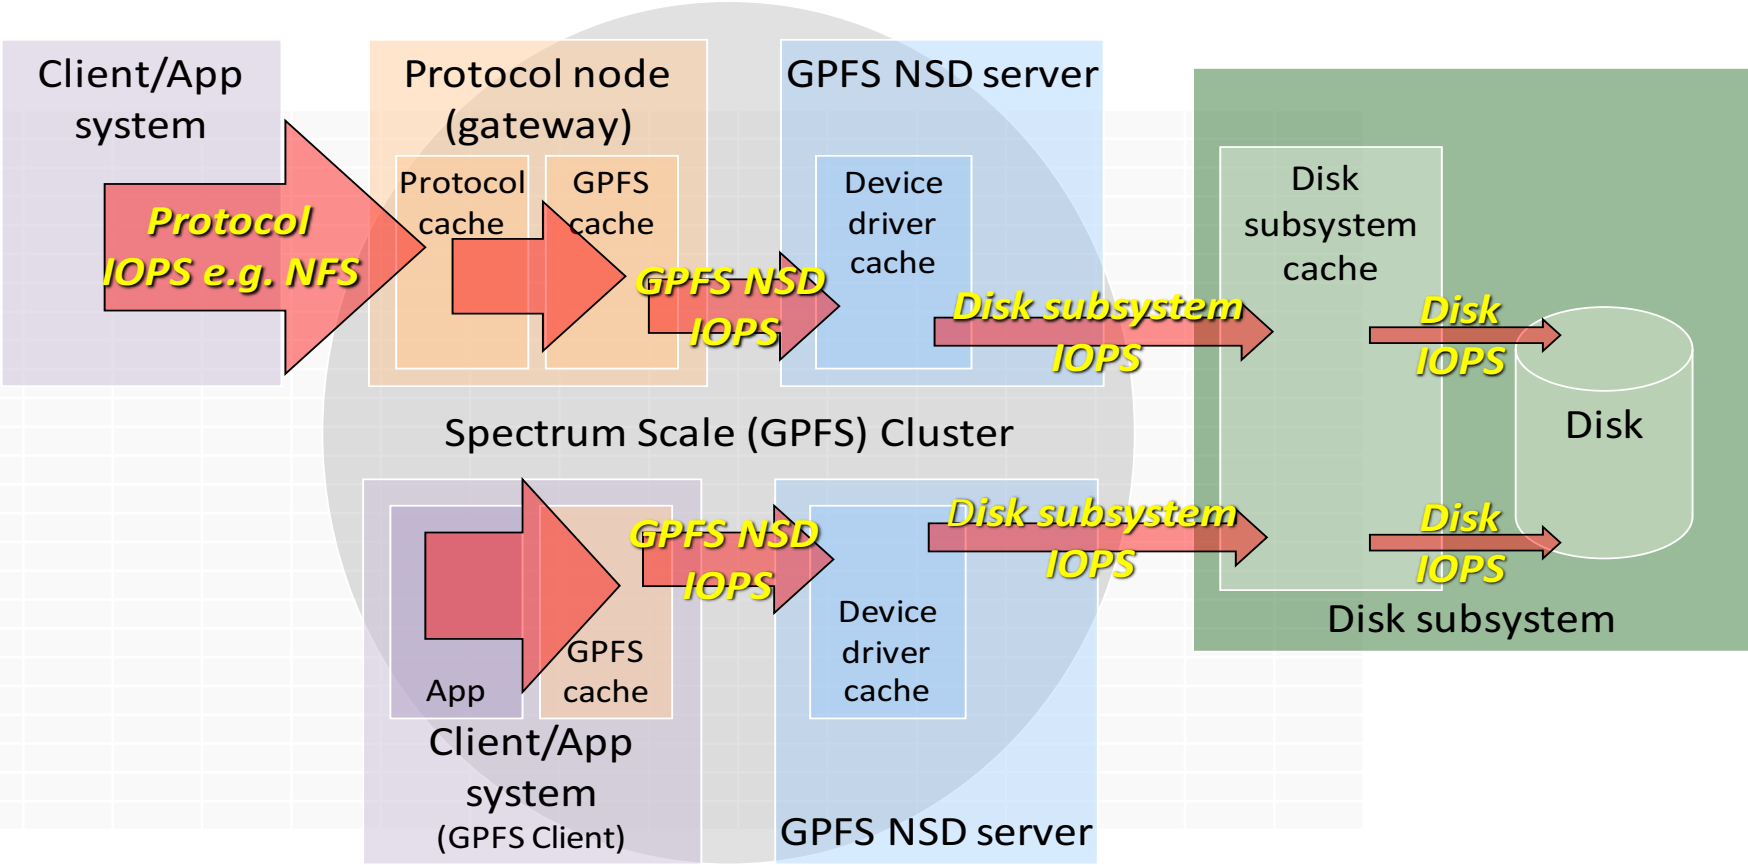 Client/App
system
Protocol
IOPS e.g. NFS
Protocol node
(gateway)
Protocol
cache
GPFS
cache
GPFS NSD
IOPS
GPFS NSD server
Device
driver
cache
Disk subsystem
IOPS
Disk
subsystem
cache
Disk
IOPS
Disk
Spectrum Scale (GPFS) Cluster
App
GPFS
cache
Client/App
system
(GPFS Client)
GPFS NSD
IOPS
Device
driver
cache
GPFS NSD server
Disk subsystem
IOPS
Disk
IOPS
Disk subsystem